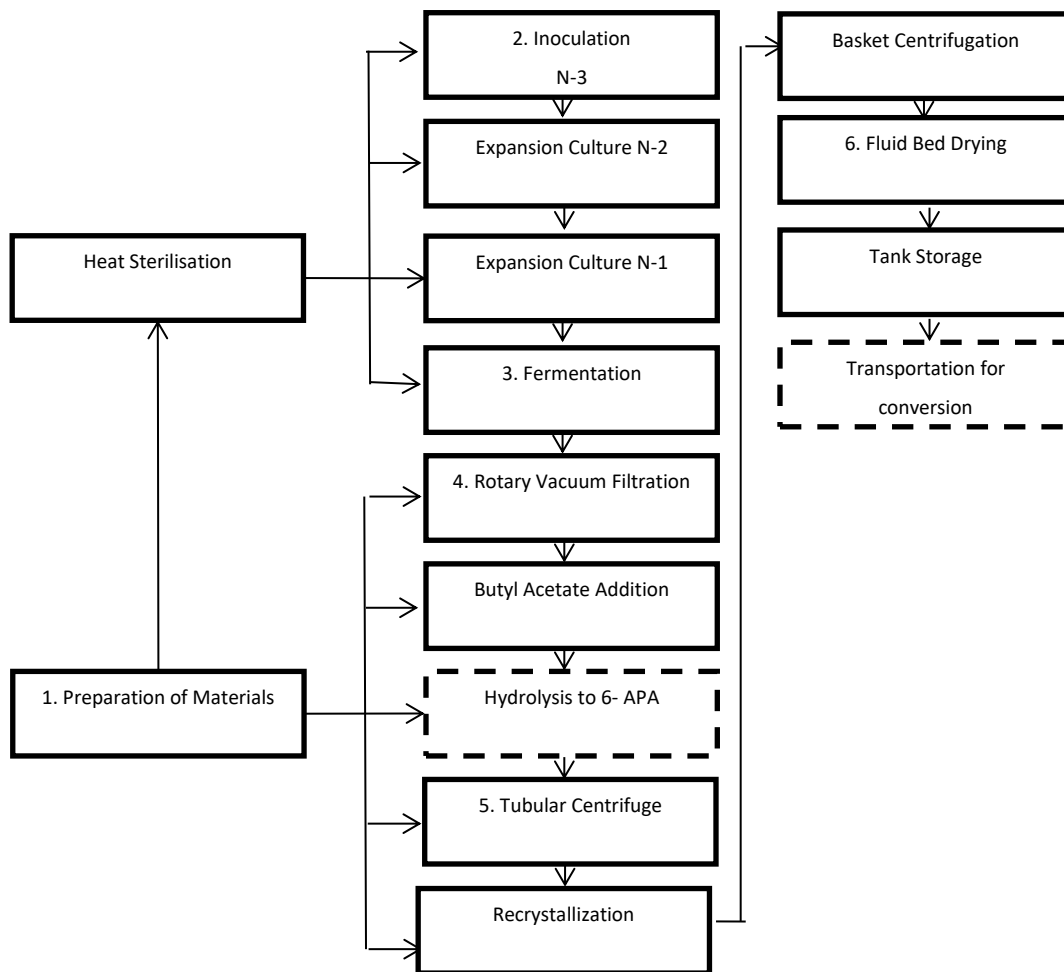 2. Inoculation
N-3
Expansion Culture N-2
Expansion Culture N-1
3. Fermentation
4. Rotary Vacuum Filtration
Butyl Acetate Addition
Hydrolysis to 6- APA
5. Tubular Centrifuge
Recrystallization
Heat Sterilisation
1. Preparation of Materials
Basket Centrifugation
6. Fluid Bed Drying
Tank Storage
Transportation for
conversion